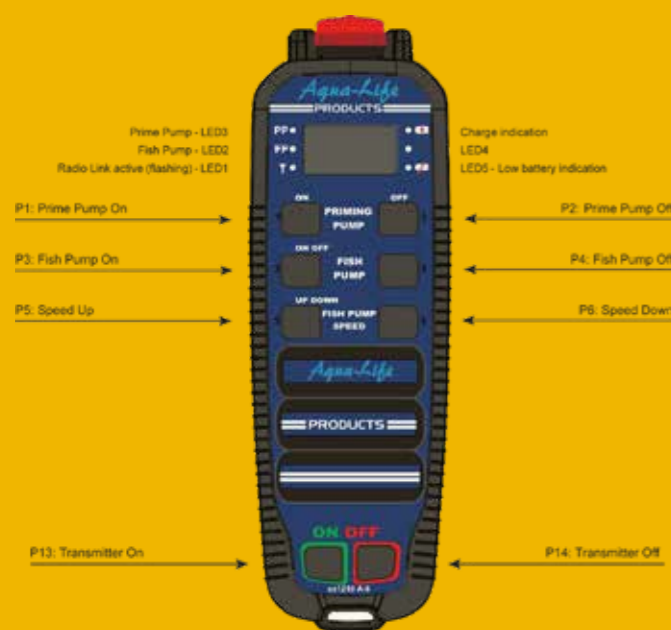 Aqua-Life
PRODUCTS
Prime Pump - LED3
PP
Charge indication
Fish Pump - LED2
FP
LED4
Radio Link active (flashing) - LED1
LED5 - Low battery indication
P1: Prime Pump On
ON
OFF
PRIMING
PUMP
P2: Prime Pump Off
P3: Fish Pump On
ON OFF
FISH
PUMP
P4: Fish Pump Off
P5: Speed Up
UP DOWN
FISH PUMP
SPEED
P6: Speed Down
Aqua-Life
PRODUCTS
ON OFF
P13: Transmitter On
P14: Transmitter Off